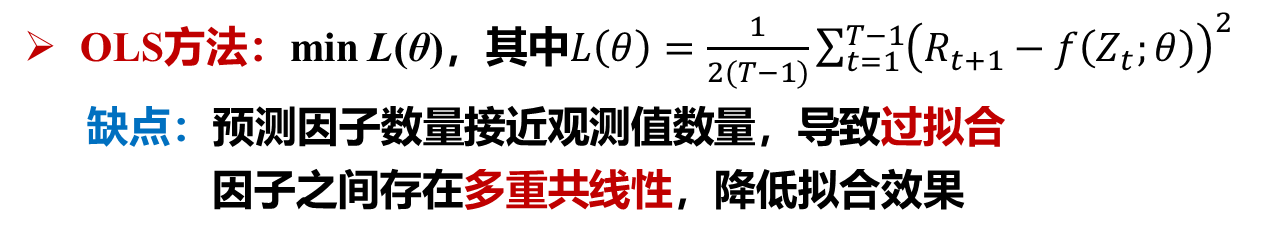 ➢ OLS方法：min L(θ)，其中L(θ) = \frac{1}{2(T−1)} \sum_{t=1}^{T−1} (R_{t+1} − f(Z_t; θ))^2
缺点：预测因子数量接近观测值数量，导致过拟合
因子之间存在多重共线性，降低拟合效果